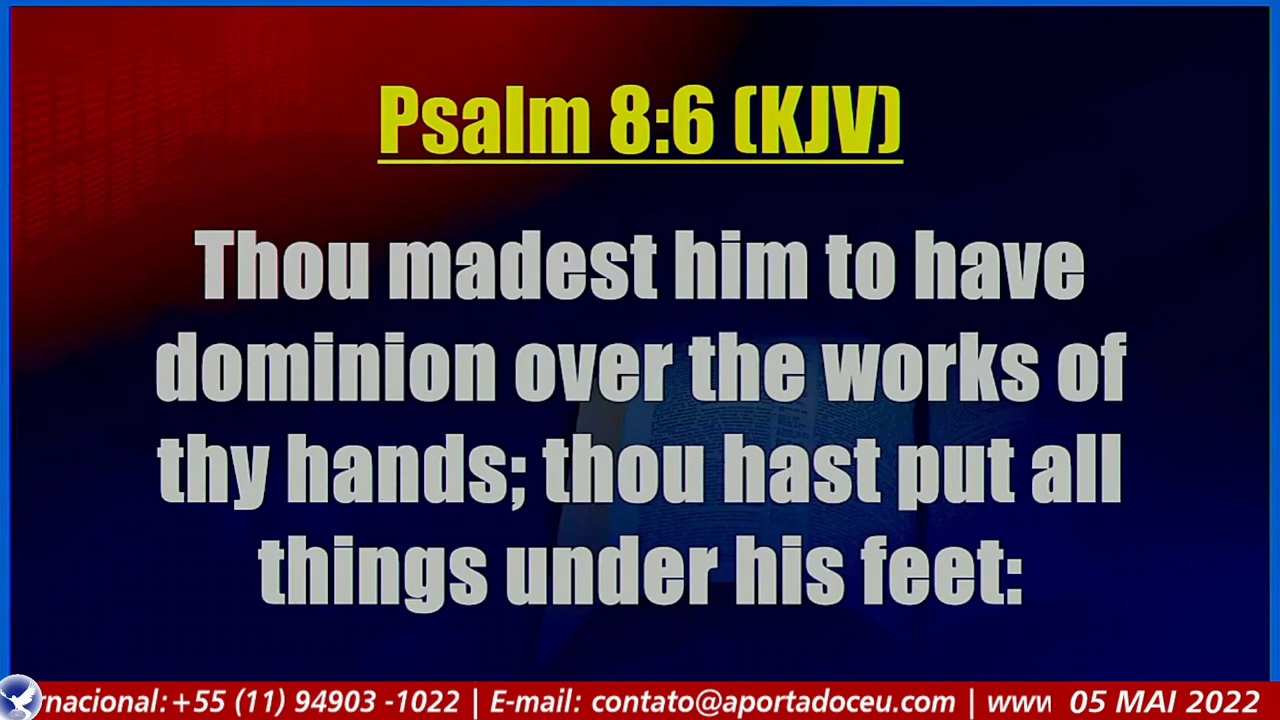 Psalm 8:6 (KJV)
Thou madest him to have
dominion over the works of
thy hands; thou hast put all
things under his feet:
rnacional: +55 (11) 94903 -1022 | E-mail: contato@aportadoceu.com | www 05 MAI 2022